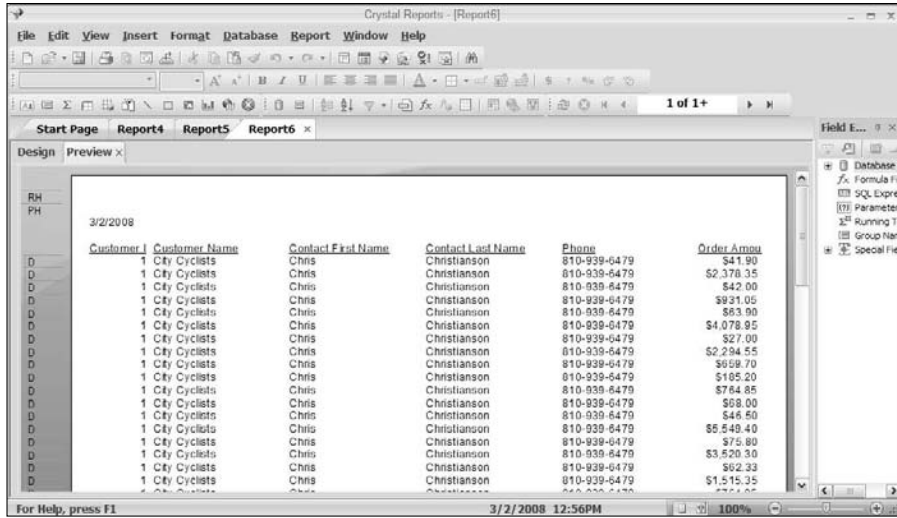 Crystal Reports - [Report6]
File Edit View Insert Format Database Report Window Help
1 of 1+
Start Page Report4 Report5 Report6 ×
Field E...
Design Preview ×
Database
Formula Fi
SQL Expre
Parameter
Running T
Group Nar
Special Fie
RH
PH
3/2/2008
Customer I Customer Name Contact First Name Contact Last Name Phone Order Amou
D 1 City Cyclists Chris Christianson 810-939-6479 $41.90
D 1 City Cyclists Chris Christianson 810-939-6479 $2,378.35
D 1 City Cyclists Chris Christianson 810-939-6479 $42.00
D 1 City Cyclists Chris Christianson 810-939-6479 $931.05
D 1 City Cyclists Chris Christianson 810-939-6479 $63.90
D 1 City Cyclists Chris Christianson 810-939-6479 $4,078.95
D 1 City Cyclists Chris Christianson 810-939-6479 $27.00
D 1 City Cyclists Chris Christianson 810-939-6479 $2,294.55
D 1 City Cyclists Chris Christianson 810-939-6479 $659.70
D 1 City Cyclists Chris Christianson 810-939-6479 $185.20
D 1 City Cyclists Chris Christianson 810-939-6479 $764.85
D 1 City Cyclists Chris Christianson 810-939-6479 $68.00
D 1 City Cyclists Chris Christianson 810-939-6479 $46.50
D 1 City Cyclists Chris Christianson 810-939-6479 $5,549.40
D 1 City Cyclists Chris Christianson 810-939-6479 $75.80
D 1 City Cyclists Chris Christianson 810-939-6479 $3,520.30
D 1 City Cyclists Chris Christianson 810-939-6479 $62.33
D 1 City Cyclists Chris Christianson 810-939-6479 $1,515.35
For Help, press F1 3/2/2008 12:56PM 100%